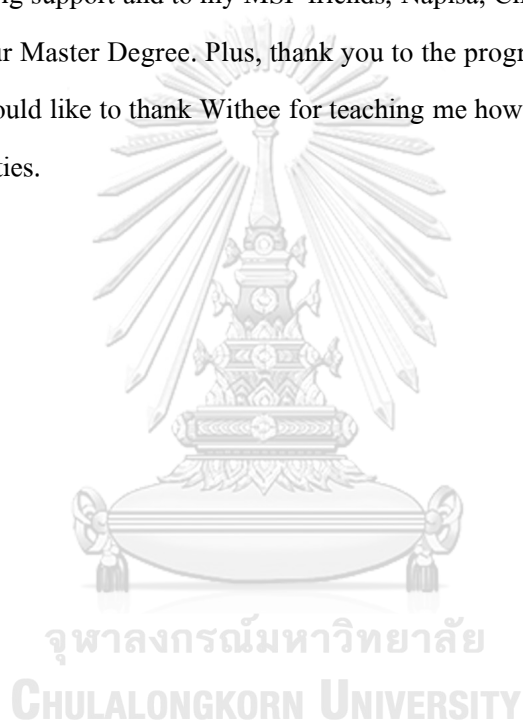 g support and to my MSP friends, Napisa, Ch
ur Master Degree. Plus, thank you to the progr
ould like to thank Withee for teaching me how
ties.
จุฬาลงกรณ์มหาวิทยาลัย
CHULALONGKORN UNIVERSITY